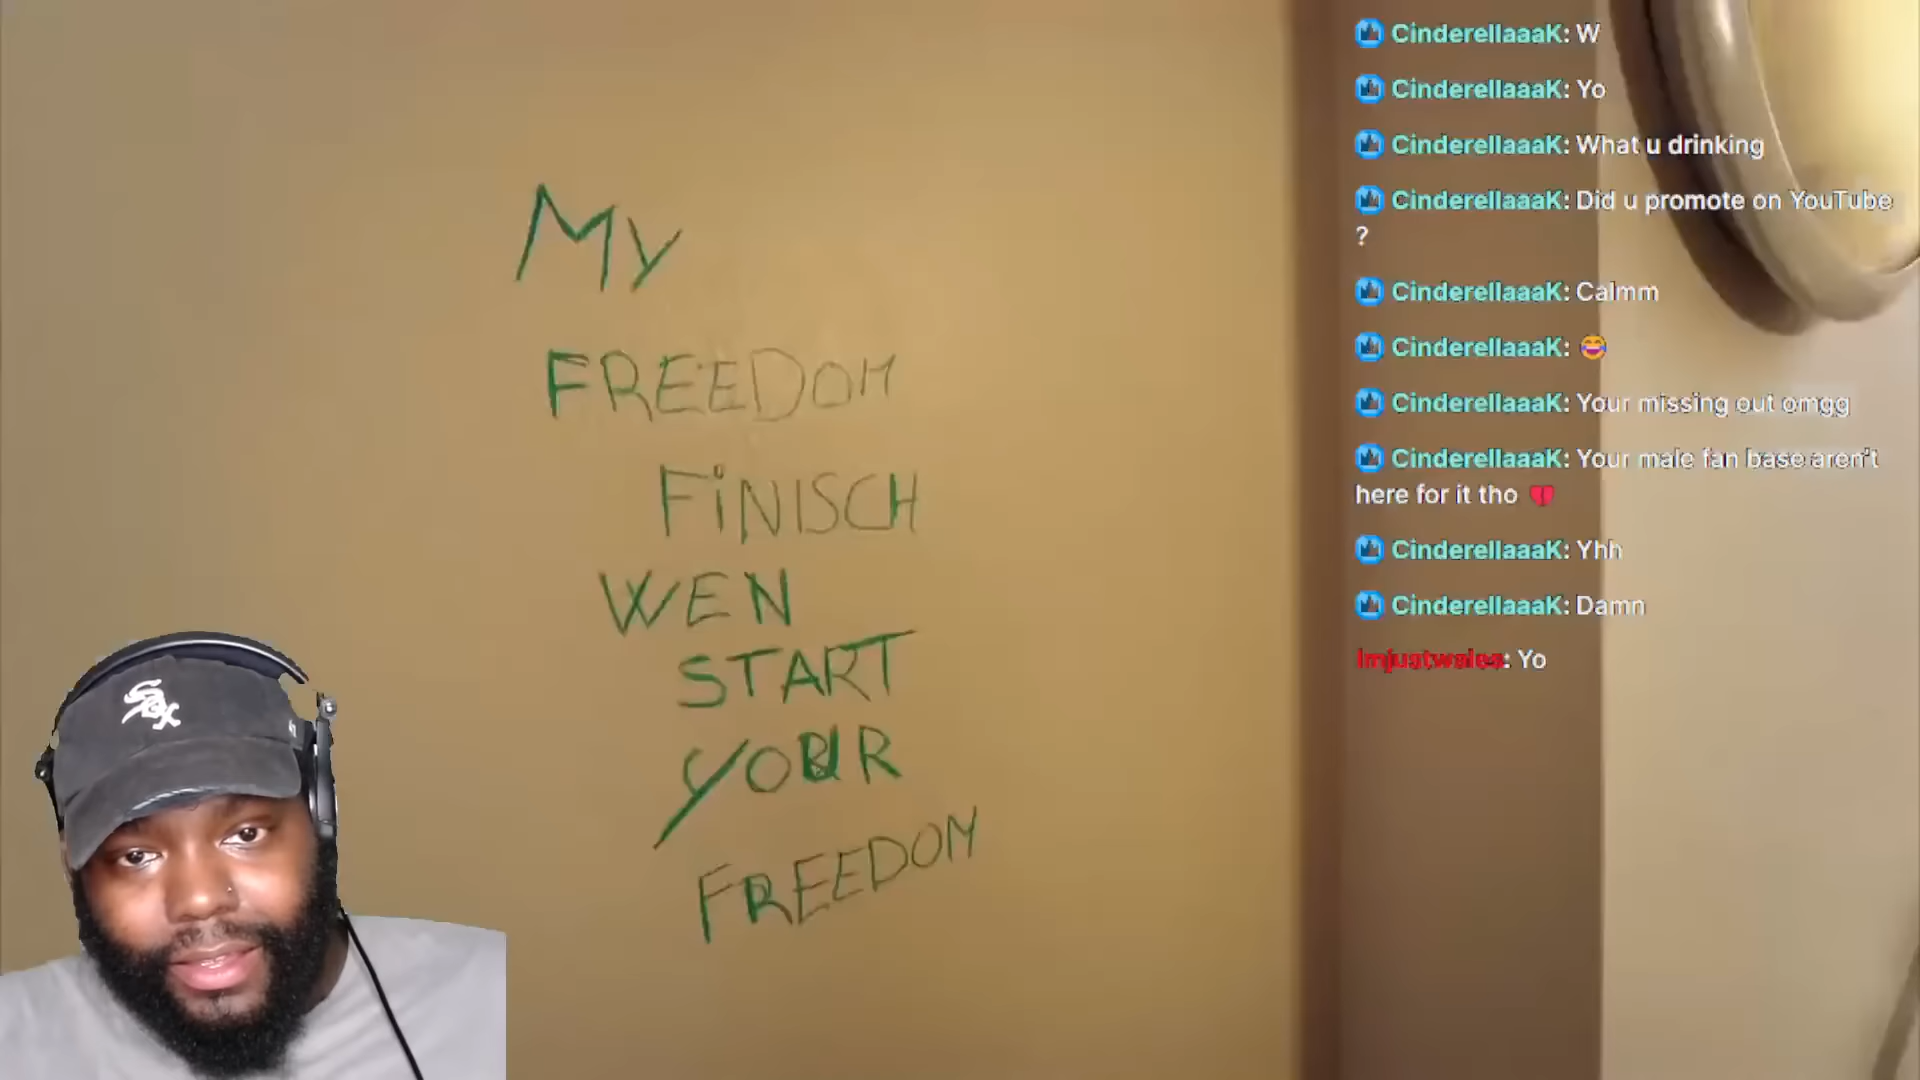 My
FREEDOM
FiNISCH
WEN
START
YOUR
FREEDOM
Sox
CinderellaaaK: W
CinderellaaaK: Yo
CinderellaaaK: What u drinking
CinderellaaaK: Did u promote on YouTube
?
CinderellaaaK: Calmm
CinderellaaaK: 😂
CinderellaaaK: Your missing out omgg
CinderellaaaK: Your male fan base aren't
here for it tho 💔
CinderellaaaK: Yhh
CinderellaaaK: Damn
Imjustwales: Yo